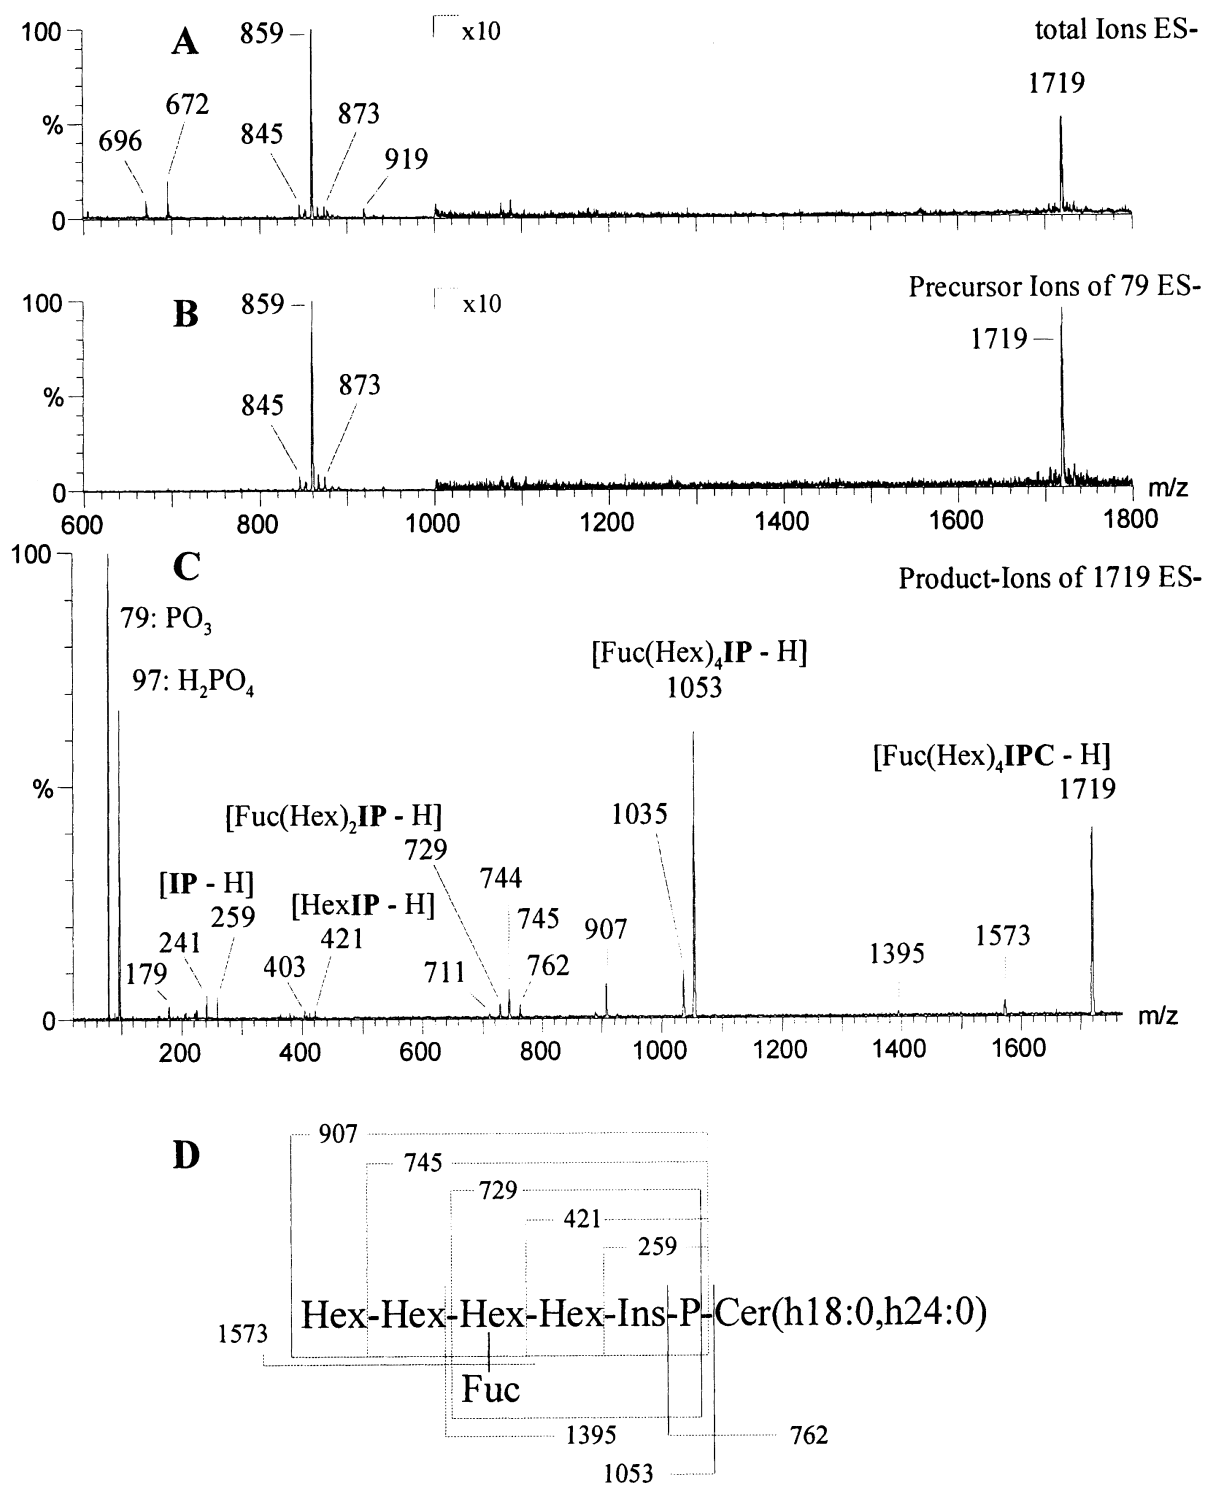 A
total Ions ES-
100
%
0
696
672
859
845
873
919
x10
1719
B
Precursor Ions of 79 ES-
100
%
0
859
845
873
x10
1719
m/z
600 800 1000 1200 1400 1600 1800
C
Product-Ions of 1719 ES-
100
%
0
79: PO3
97: H2PO4
[Fuc(Hex)4IP - H]
1053
[Fuc(Hex)4IPC - H]
1719
[Fuc(Hex)2IP - H]
729
1035
744
745
[IP - H]
259
[HexIP - H]
421
907
1573
241
403
762
1395
179
711
m/z
200 400 600 800 1000 1200 1400 1600
D
907
745
729
421
259
Hex-Hex-Hex-Hex-Ins-P-Cer(h18:0,h24:0)
1573
Fuc
1395
762
1053